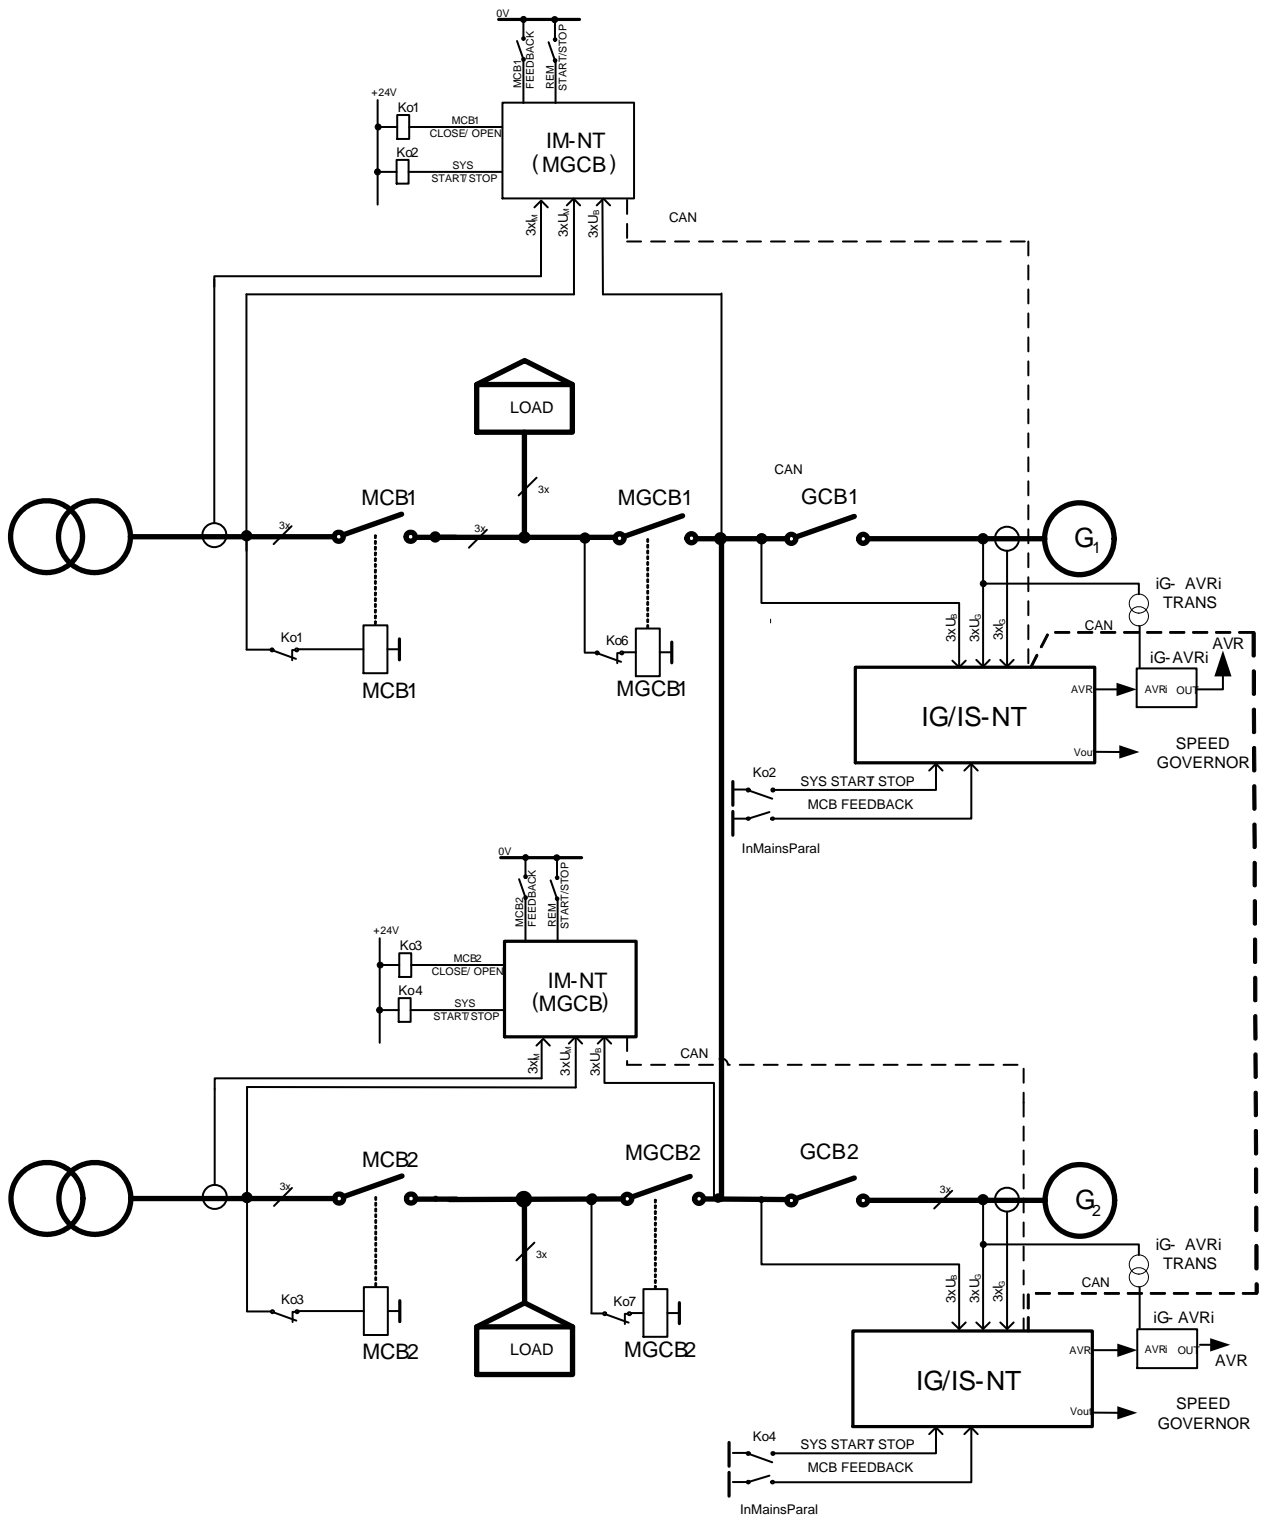 0V
MCB1
FEEDBACK
REM
START/STOP
+24V
Ko1
MCB1
CLOSE/ OPEN
Ko2
SYS
START/STOP
IM-NT
(MGCB)
3xIM
3xUM
3xUB
CAN
LOAD
3x
MCB1
3x
3x
MGCB1
CAN
GCB1
G1
iG- AVRi
TRANS
CAN
3xUB
3xUG
3xIG
Ko1
MCB1
Ko6
MGCB1
iG-AVRi
AVR
IG/IS-NT
AVR
AVRi OUT
Vout
SPEED
GOVERNOR
Ko2
SYS START/ STOP
MCB FEEDBACK
InMainsParal
0V
MCB2
FEEDBACK
REM
START/STOP
+24V
Ko3
MCB2
CLOSE/ OPEN
Ko4
SYS
START/STOP
IM-NT
(MGCB)
3xIM
3xUM
3xUB
CAN
MCB2
3x
MGCB2
GCB2
3x
G2
3x
iG- AVRi
TRANS
CAN
3xUB
3xUG
3xIG
Ko3
MCB2
LOAD
Ko7
MGCB2
iG- AVRi
IG/IS-NT
AVR
AVRi OUT
AVR
Vout
SPEED
GOVERNOR
Ko4
SYS START/ STOP
MCB FEEDBACK
InMainsParal